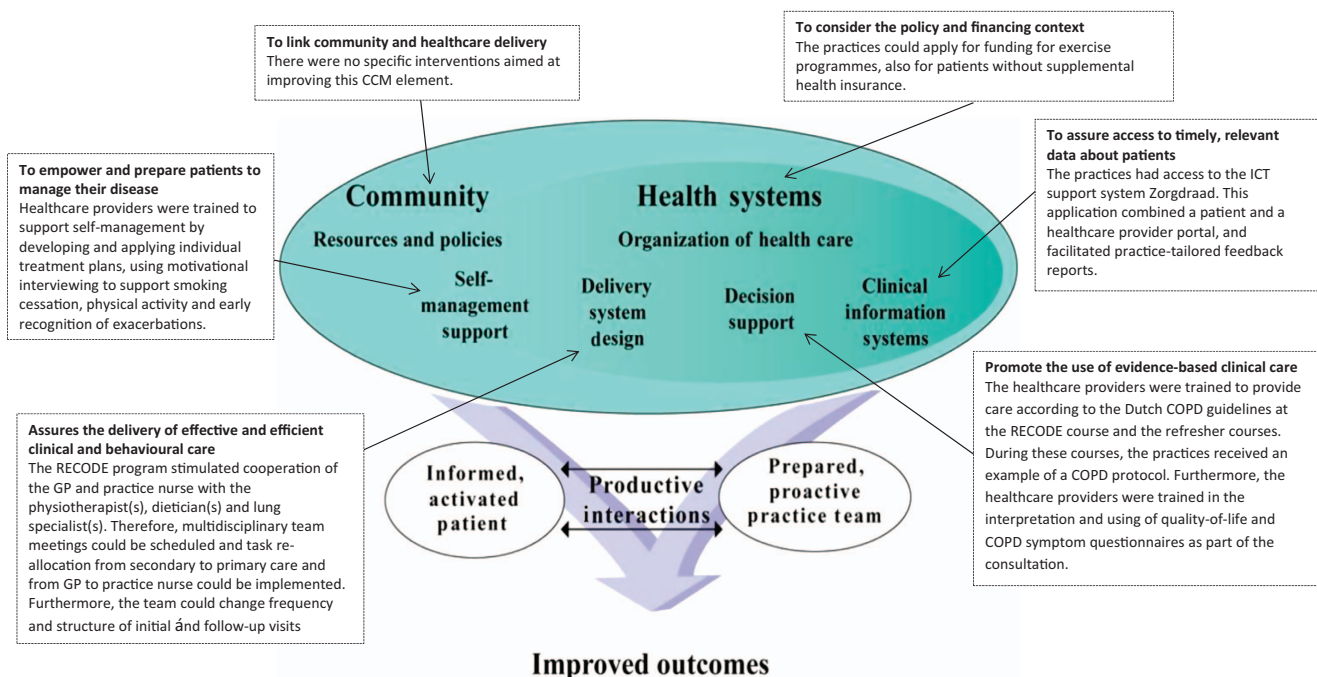 To link community and healthcare delivery
There were no specific interventions aimed at
improving this CCM element.
To consider the policy and financing context
The practices could apply for funding for exercise
programmes, also for patients without supplemental
health insurance.
To empower and prepare patients to
manage their disease
Healthcare providers were trained to
support self-management by
developing and applying individual
treatment plans, using motivational
interviewing to support smoking
cessation, physical activity and early
recognition of exacerbations.
To assure access to timely, relevant
data about patients
The practices had access to the ICT
support system Zorgdraad. This
application combined a patient and a
healthcare provider portal, and
facilitated practice-tailored feedback
reports.
Community
Resources and policies
Health systems
Organization of health care
Self-
management
support
Delivery
system
design
Decision
support
Clinical
information
systems
Assures the delivery of effective and efficient
clinical and behavioural care
The RECODE program stimulated cooperation of
the GP and practice nurse with the
physiotherapist(s), dietician(s) and lung
specialist(s). Therefore, multidisciplinary team
meetings could be scheduled and task re-
allocation from secondary to primary care and
from GP to practice nurse could be implemented.
Furthermore, the team could change frequency
and structure of initial ánd follow-up visits
Promote the use of evidence-based clinical care
The healthcare providers were trained to provide
care according to the Dutch COPD guidelines at
the RECODE course and the refresher courses.
During these courses, the practices received an
example of a COPD protocol. Furthermore, the
healthcare providers were trained in the
interpretation and using of quality-of-life and
COPD symptom questionnaires as part of the
consultation.
Informed,
activated
patient
Productive
interactions
Prepared,
proactive
practice team
Improved outcomes